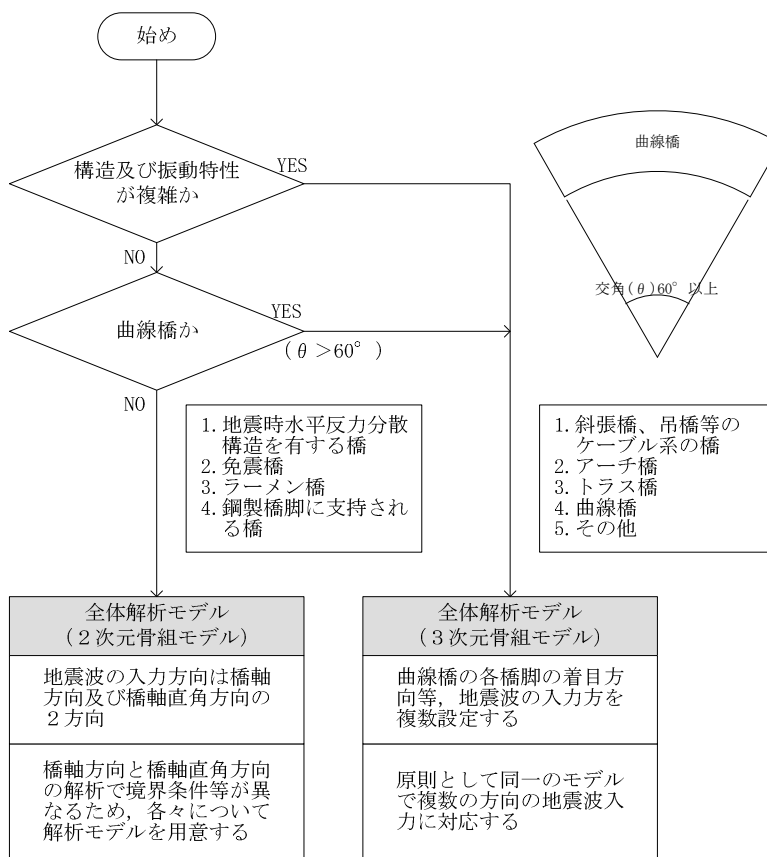 始め
構造及び振動特性
が複雑か
YES
NO
曲線橋
交角(θ)60°以上
曲線橋か
YES
(θ>60°)
NO
1. 地震時水平反力分散
構造を有する橋
2. 免震橋
3. ラーメン橋
4. 鋼製橋脚に支持され
る橋
1. 斜張橋、吊橋等の
ケーブル系の橋
2. アーチ橋
3. トラス橋
4. 曲線橋
5. その他
全体解析モデル
(2次元骨組モデル)
地震波の入力方向は橋軸
方向及び橋軸直角方向の
2方向
橋軸方向と橋軸直角方向
の解析で境界条件等が異
なるため，各々について
解析モデルを用意する
全体解析モデル
(3次元骨組モデル)
曲線橋の各橋脚の着目方
向等，地震波の入力方を
複数設定する
原則として同一のモデル
で複数の方向の地震波入
力に対応する